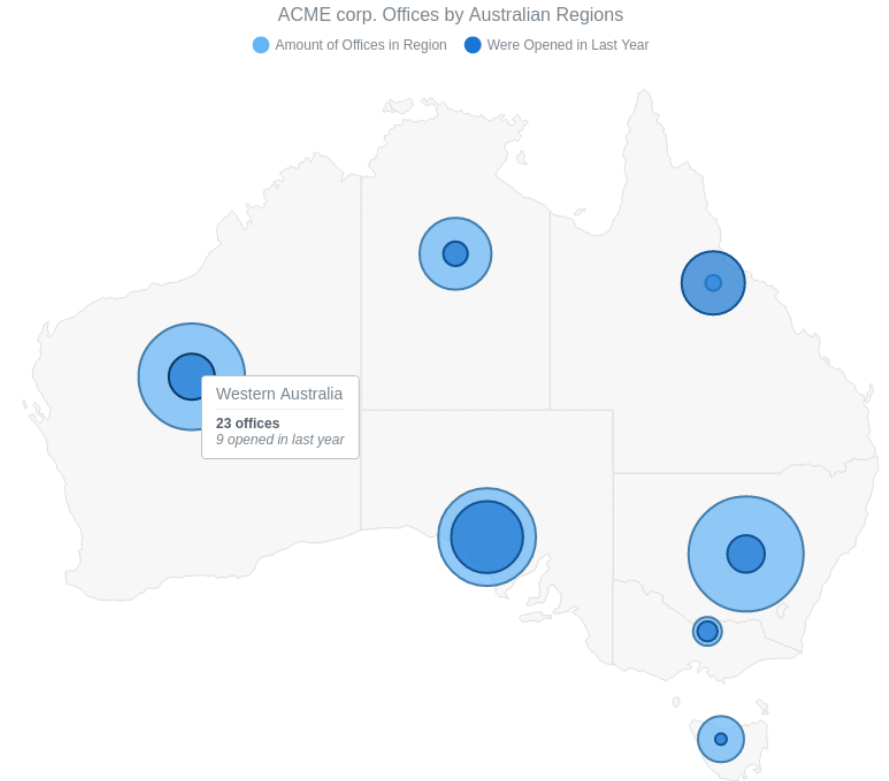 ACME corp. Offices by Australian Regions
Amount of Offices in Region Were Opened in Last Year
Western Australia
23 offices
9 opened in last year